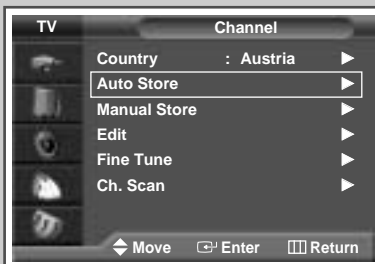 TV Channel
Country : Austria
Auto Store
Manual Store
Edit
Fine Tune
Ch. Scan
Move Enter Return